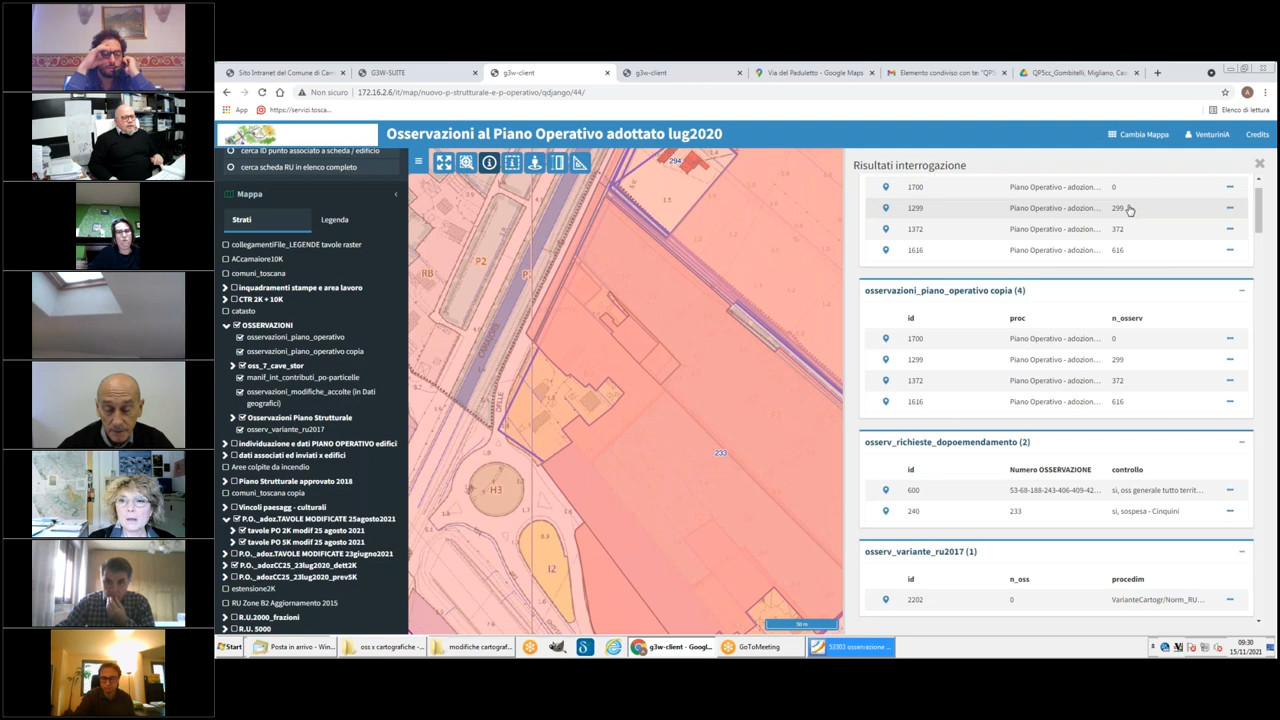 Sito Intranet del Comune di Cam
G3W-SUITE
g3w-client
g3w-client
Via del Paduletto - Google Maps
Elemento condiviso con te: "QP5
QP5cc_Gombitelli, Migliano, Cas
Non sicuro 172.16.2.6/it/map/nuovo-p-strutturale-e-p-operativo/qdjango/44/
App
https://servizi.tosca...
Elenco di lettura
Osservazioni al Piano Operativo adottato lug2020
Cambia Mappa
VenturiniA
Credits
cerca ID punto associato a scheda / edificio
cerca scheda RU in elenco completo
Mappa
Strati
Legenda
collegamentiFile_LEGENDE tavole raster
ACcamaiore10K
comuni_toscana
inquadramenti stampe e area lavoro
CTR 2K + 10K
catasto
OSSERVAZIONI
osservazioni_piano_operativo
osservazioni_piano_operativo copia
oss_7_cave_stor
manif_int_contributi_po-particelle
osservazioni_modifiche_accolte (in Dati
geografici)
Osservazioni Piano Strutturale
osserv_variante_ru2017
individuazione e dati PIANO OPERATIVO edifici
dati associati ed inviati x edifici
Aree colpite da incendio
Piano Strutturale approvato 2018
comuni_toscana copia
Vincoli paesagg - culturali
P.O._adoz.TAVOLE MODIFICATE 25agosto2021
tavole PO 2K modif 25 agosto 2021
tavole PO 5K modif 25 agosto 2021
P.O._adoz.TAVOLE MODIFICATE 23giugno2021
P.O._adozCC25_23lug2020_dett2K
P.O._adozCC25_23lug2020_prev5K
estensione2K
RU Zone B2 Aggiornamento 2015
R.U.2000_frazioni
R.U. 5000
294
RB
P2
DELLE
233
H3
I2
50 m
Risultati interrogazione
1700 Piano Operativo - adozion... 0
1299 Piano Operativo - adozion... 299
1372 Piano Operativo - adozion... 372
1616 Piano Operativo - adozion... 616
osservazioni_piano_operativo copia (4)
id proc n_osserv
1700 Piano Operativo - adozion... 0
1299 Piano Operativo - adozion... 299
1372 Piano Operativo - adozion... 372
1616 Piano Operativo - adozion... 616
osserv_richieste_dopoemendamento (2)
id Numero OSSERVAZIONE controllo
600 53-68-188-243-406-409-42... si, oss generale tutto territ...
240 233 si, sospesa - Cinquini
osserv_variante_ru2017 (1)
id n_oss procedim
2202 0 VarianteCartogr/Norm_RU...
Start
Posta in arrivo - Win...
oss x cartografiche -...
modifiche cartograf...
g3w-client - Googl...
GoToMeeting
53303 osservazione ...
09:30
15/11/2021